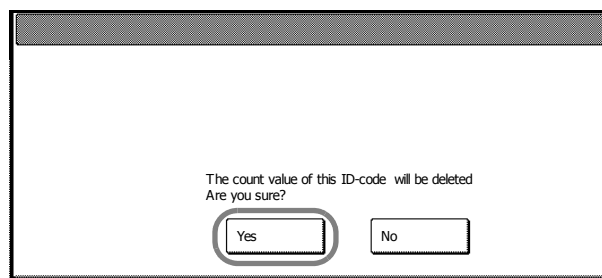 The count value of this ID-code will be deleted
Are you sure?
Yes No